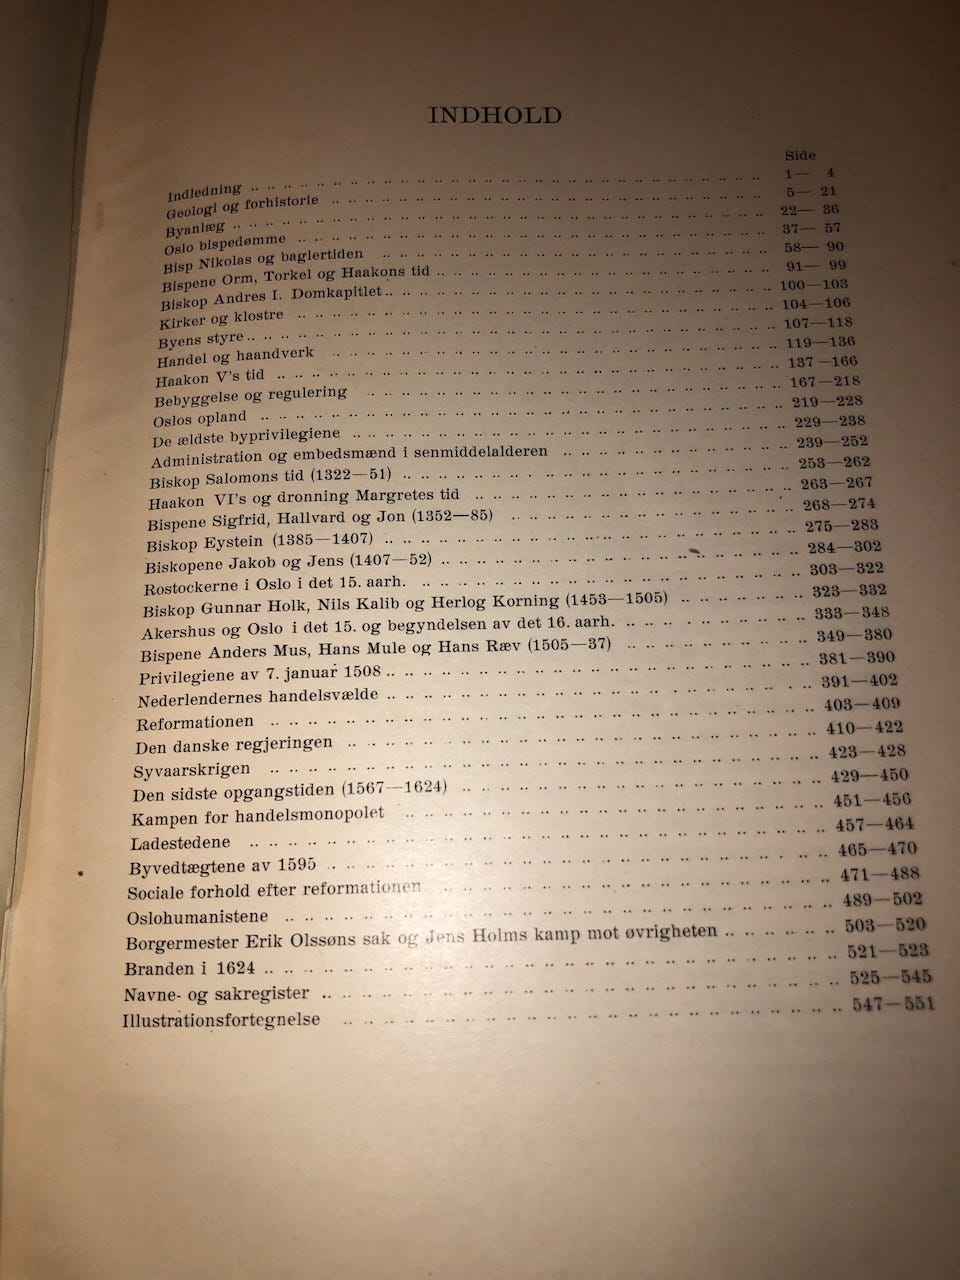 INDHOLD
Side
Indledning 1— 4
Geologi og forhistorie 5— 21
Byanlæg 22— 36
Oslo bispedømme 37— 57
Bisp Nikolas og baglertiden 58— 90
Bispene Orm, Torkel og Haakons tid 91— 99
Biskop Andres I. Domkapitlet 100—103
Kirker og klostre 104—106
Byens styre 107—118
Handel og haandverk 119—136
Haakon V's tid 137—166
Bebyggelse og regulering 167—218
Oslos opland 219—228
De ældste byprivilegiene 229—238
Administration og embedsmænd i senmiddelalderen 239—252
Biskop Salomons tid (1322—51) 253—262
Haakon VI's og dronning Margretes tid 263—267
Bispene Sigfrid, Hallvard og Jon (1352—85) 268—274
Biskop Eystein (1385—1407) 275—283
Biskopene Jakob og Jens (1407—52) 284—302
Rostockerne i Oslo i det 15. aarh. 303—322
Biskop Gunnar Holk, Nils Kalib og Herlog Korning (1453—1505) 323—332
Akershus og Oslo i det 15. og begyndelsen av det 16. aarh. 333—348
Bispene Anders Mus, Hans Mule og Hans Ræv (1505—37) 349—380
Privilegiene av 7. januar 1508 381—390
Nederlendernes handelsvælde 391—402
Reformationen 403—409
Den danske regjeringen 410—422
Syvaarskrigen 423—428
Den sidste opgangstiden (1567—1624) 429—450
Kampen for handelsmonopolet 451—456
Ladestedene 457—464
Byvedtægtene av 1595 465—470
Sociale forhold efter reformationen 471—488
Oslohumanistene 489—502
Borgermester Erik Olssøns sak og Jens Holms kamp mot øvrigheten 503—520
Branden i 1624 521—523
Navne- og sakregister 525—545
Illustrationsfortegnelse 547—551